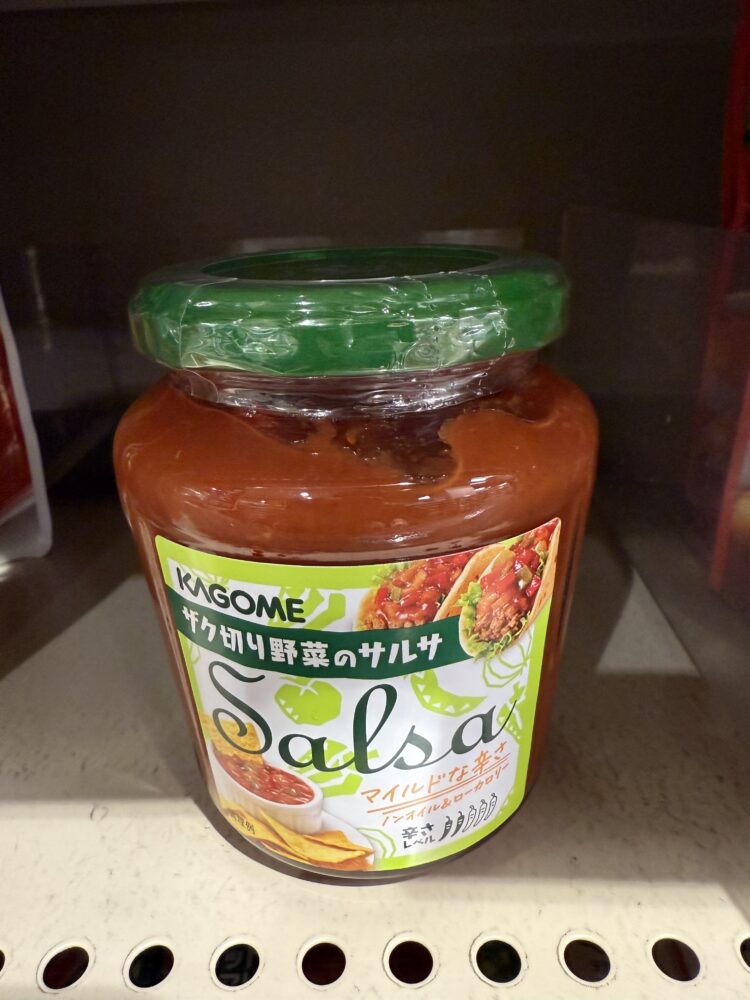 KAGOME
ザク切り野菜のサルサ
Salsa
マイルドな辛さ
ノンオイル&ローカロリー
辛さ
レベル